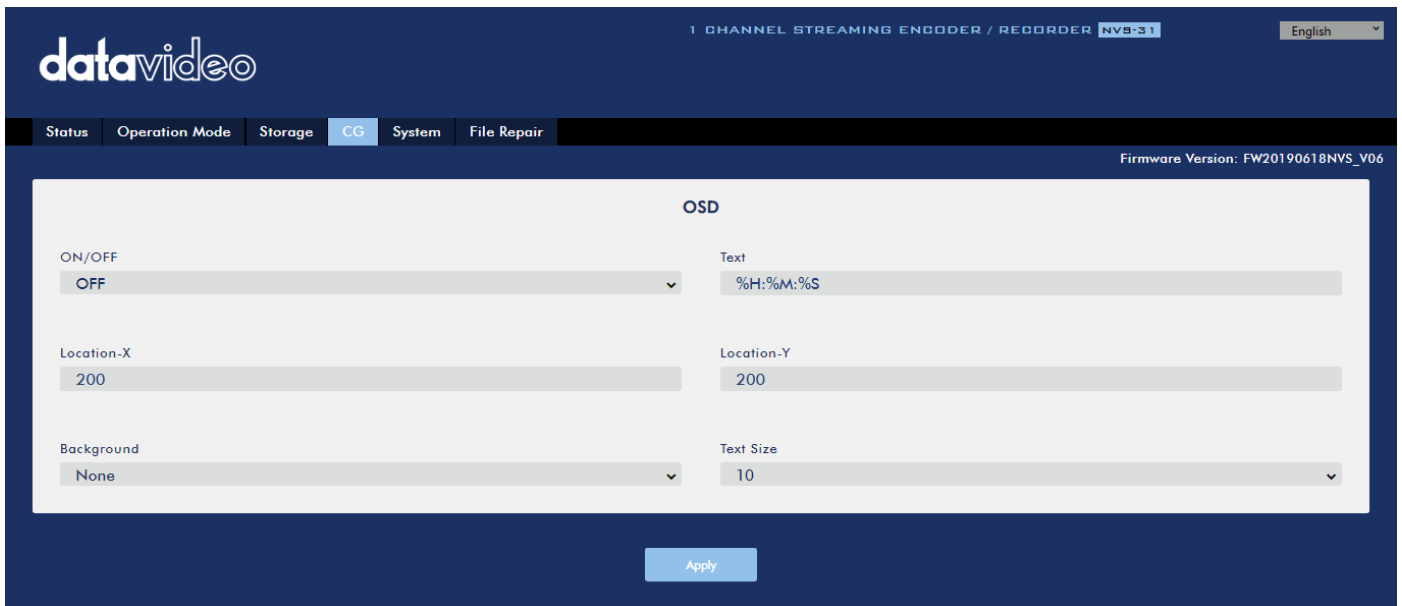 1 CHANNEL STREAMING ENCODER / RECORDER NVS-31
English
datavideo
Status Operation Mode Storage CG System File Repair
Firmware Version: FW20190618NVS_V06
OSD
ON/OFF Text
OFF %H:%M:%S
Location-X Location-Y
200 200
Background Text Size
None 10
Apply